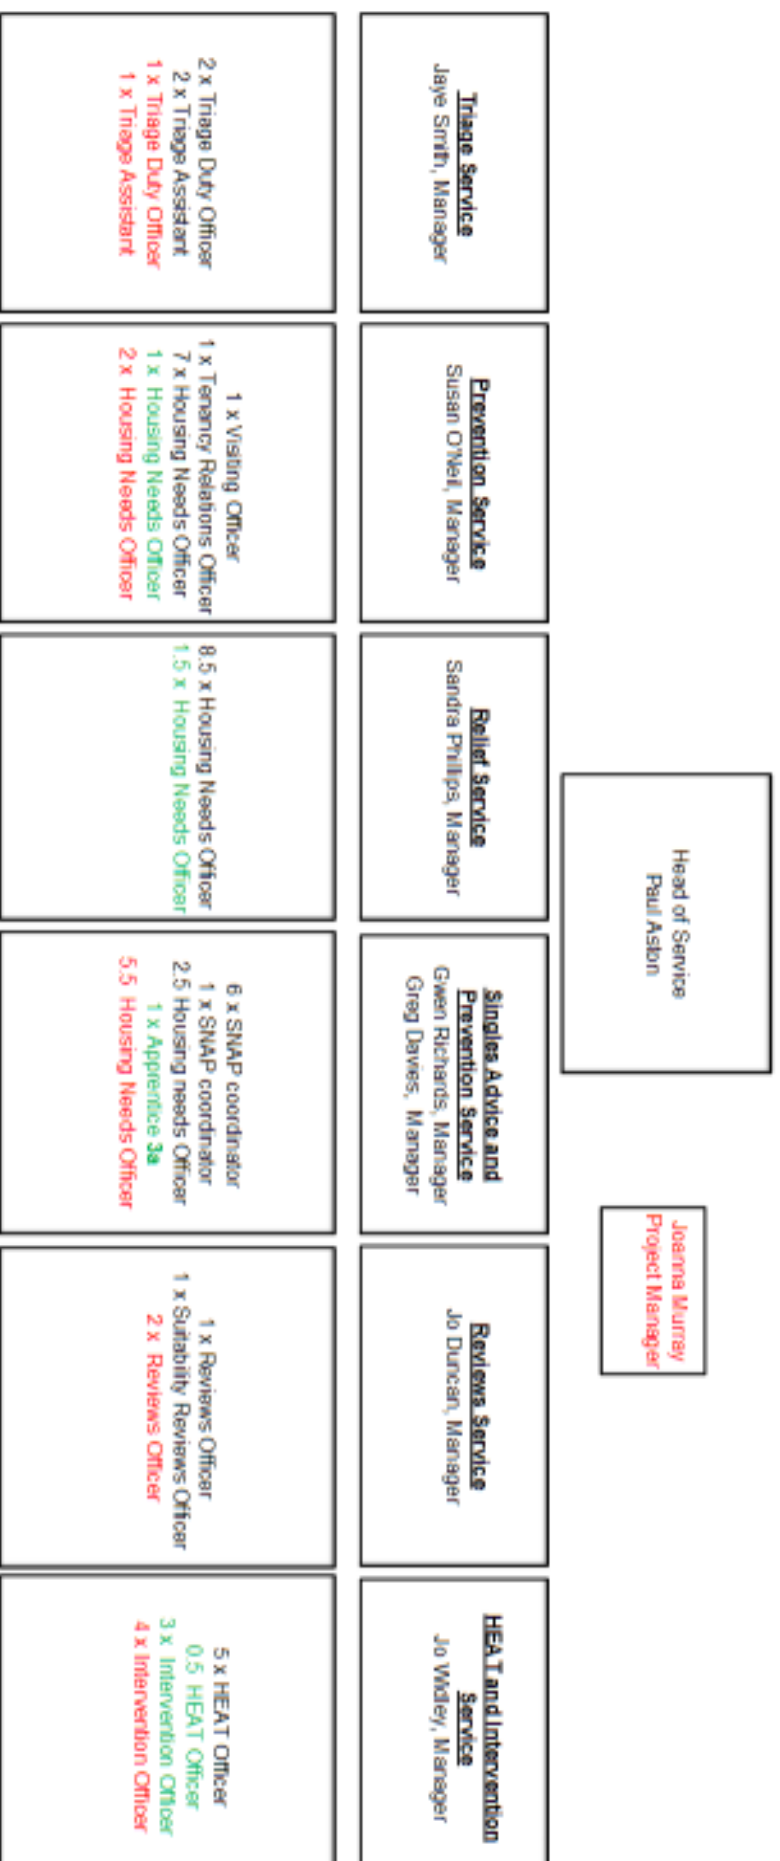 Head of Service
Paul Aston
Joanna Murray
Project Manager
Triage Service
Jaye Smith, Manager
Prevention Service
Susan O'Neil, Manager
Relief Service
Sandra Phillips, Manager
Singles Advice and
Prevention Service
Gwen Richards, Manager
Greg Davies, Manager
Reviews Service
Jo Duncan, Manager
HEAT and Intervention
Service
Jo Widley, Manager
2 x Triage Duty Officer
2 x Triage Assistant
1 x Triage Duty Officer
1 x Triage Assistant
1 x Visiting Officer
1 x Tenancy Relations Officer
7 x Housing Needs Officer
1 x Housing Needs Officer
2 x Housing Needs Officer
8.5 x Housing Needs Officer
1.5 x Housing Needs Officer
6 x SNAP coordinator
1 x SNAP coordinator
2.5 Housing needs Officer
1 x Apprentice 3a
5.5 Housing Needs Officer
1 x Reviews Officer
1 x Suitability Reviews Officer
2 x Reviews Officer
5 x HEAT Officer
0.5 HEAT Officer
3 x Intervention Officer
4 x Intervention Officer